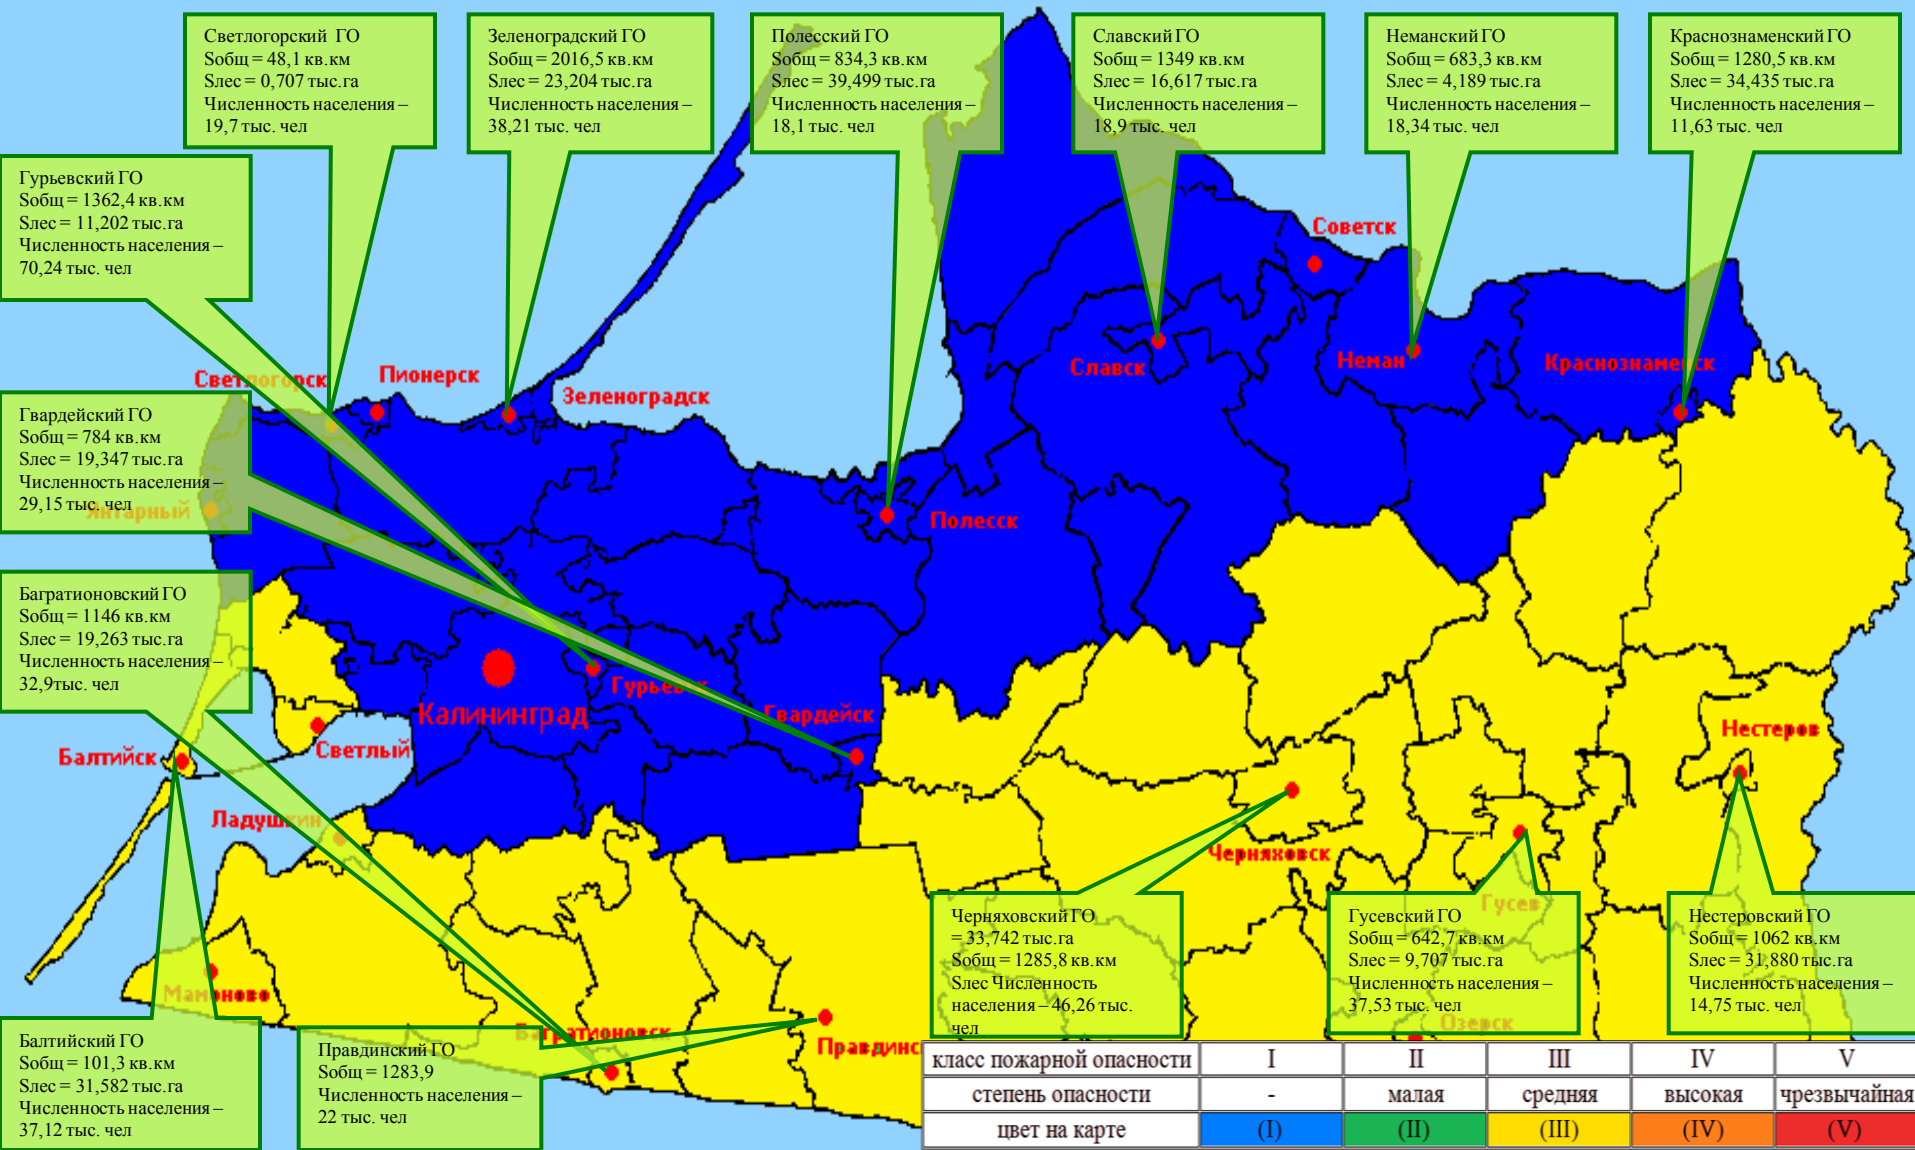 Светлогорский ГО
Sобщ = 48,1 кв.км
Sлес = 0,707 тыс.га
Численность населения –
19,7 тыс. чел
Зеленоградский ГО
Sобщ = 2016,5 кв.км
Sлес = 23,204 тыс.га
Численность населения –
38,21 тыс. чел
Полесский ГО
Sобщ = 834,3 кв.км
Sлес = 39,499 тыс.га
Численность населения –
18,1 тыс. чел
Славский ГО
Sобщ = 1349 кв.км
Sлес = 16,617 тыс.га
Численность населения –
18,9 тыс. чел
Неманский ГО
Sобщ = 683,3 кв.км
Sлес = 4,189 тыс.га
Численность населения –
18,34 тыс. чел
Краснознаменский ГО
Sобщ = 1280,5 кв.км
Sлес = 34,435 тыс.га
Численность населения –
11,63 тыс. чел
Гурьевский ГО
Sобщ = 1362,4 кв.км
Sлес = 11,202 тыс.га
Численность населения –
70,24 тыс. чел
Советск
Славск
Неман
Краснознаменск
Светлогорск
Пионерск
Зеленоградск
Гвардейский ГО
Sобщ = 784 кв.км
Sлес = 19,347 тыс.га
Численность населения –
29,15 тыс. чел
Янтарный
Полесск
Багратионовский ГО
Sобщ = 1146 кв.км
Sлес = 19,263 тыс.га
Численность населения –
32,9тыс. чел
Гурьевск
Калининград
Гвардейск
Нестеров
Балтийск
Светлый
Ладушкин
Черняховск
Гусев
Мамоново
Багратионовск
Правдинс
Озерск
Черняховский ГО
= 33,742 тыс.га
Sобщ = 1285,8 кв.км
Sлес Численность
населения – 46,26 тыс.
чел
Гусевский ГО
Sобщ = 642,7 кв.км
Sлес = 9,707 тыс.га
Численность населения –
37,53 тыс. чел
Нестеровский ГО
Sобщ = 1062 кв.км
Sлес = 31,880 тыс.га
Численность населения –
14,75 тыс. чел
Балтийский ГО
Sобщ = 101,3 кв.км
Sлес = 31,582 тыс.га
Численность населения –
37,12 тыс. чел
Правдинский ГО
Sобщ = 1283,9
Численность населения –
22 тыс. чел
класс пожарной опасности I II III IV V
степень опасности - малая средняя высокая чрезвычайная
цвет на карте (I) (II) (III) (IV) (V)